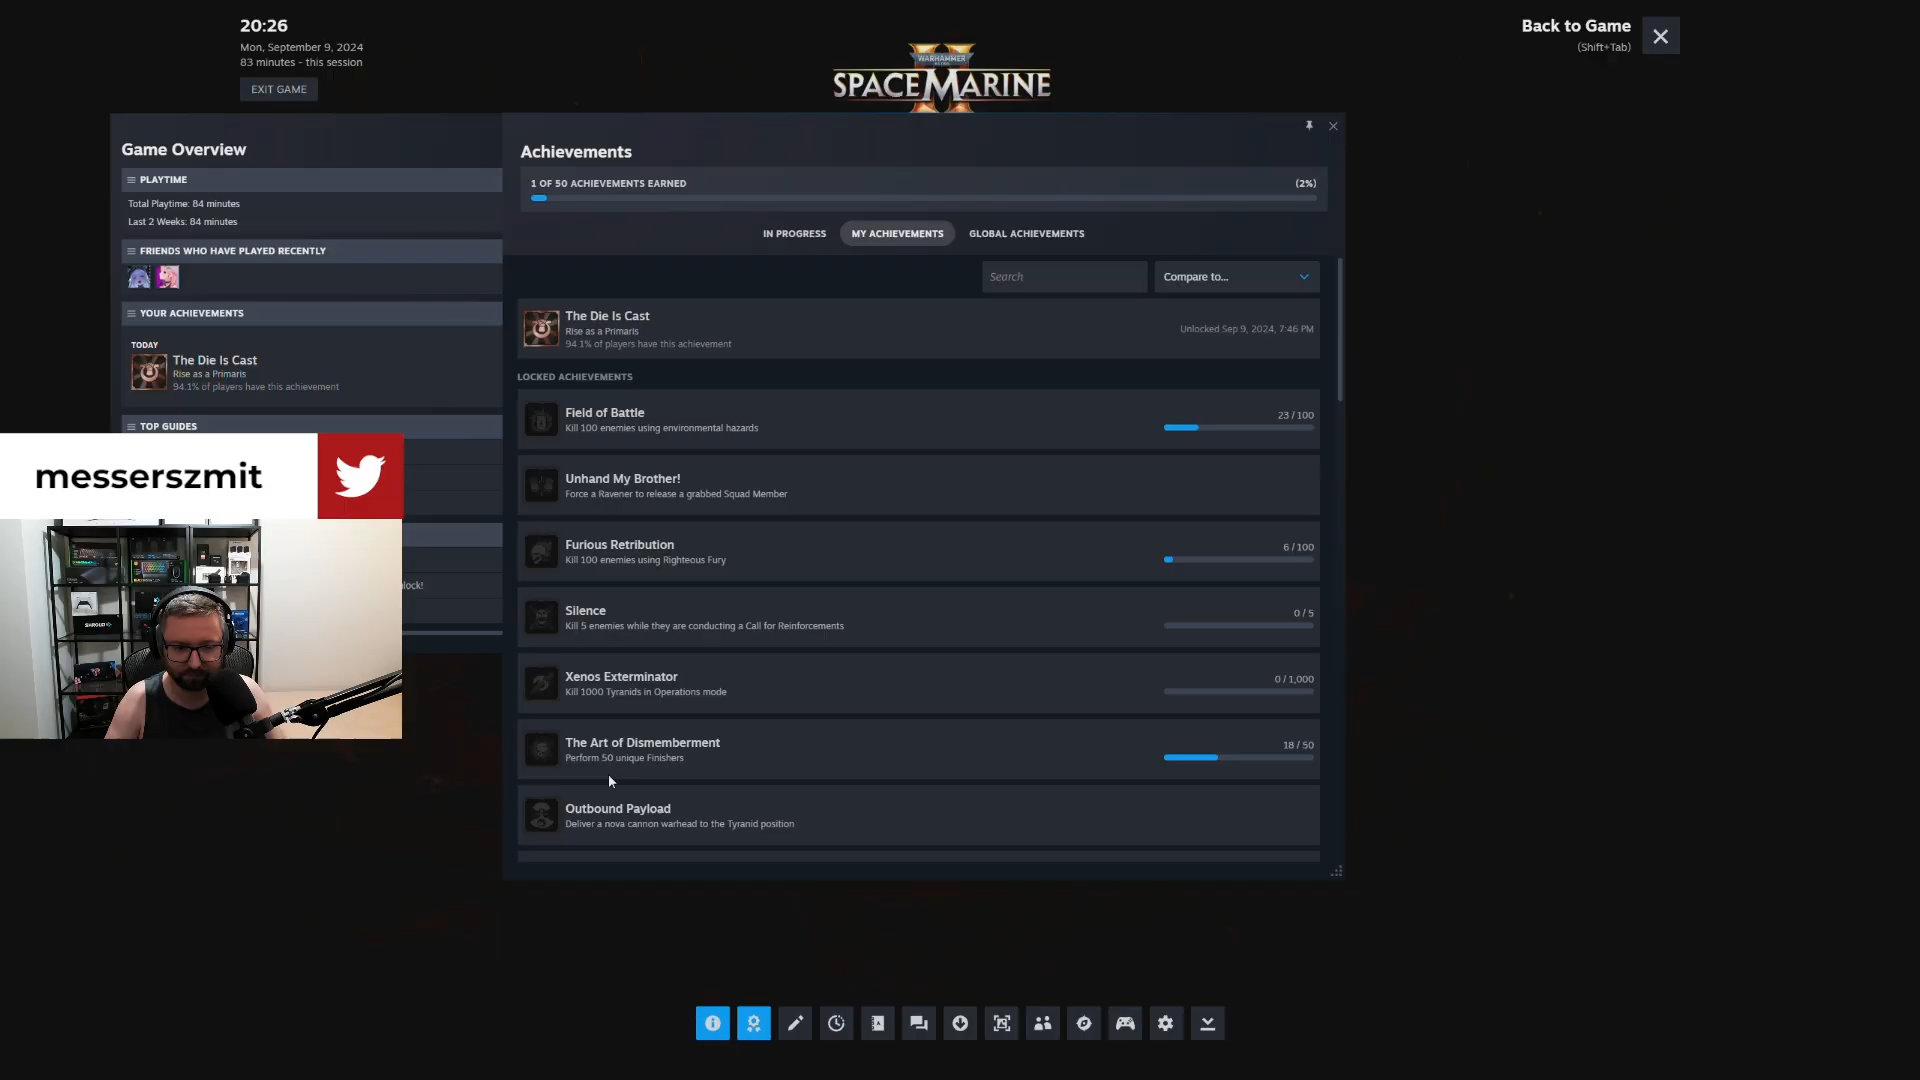 20:26
Mon, September 9, 2024
83 minutes - this session
EXIT GAME
WARHAMMER
SPACE MARINE
Back to Game
(Shift+Tab)
Game Overview
PLAYTIME
Total Playtime: 84 minutes
Last 2 Weeks: 84 minutes
FRIENDS WHO HAVE PLAYED RECENTLY
YOUR ACHIEVEMENTS
TODAY
The Die Is Cast
Rise as a Primaris
94.1% of players have this achievement
TOP GUIDES
lock!
messerszmit
SHROUD
Achievements
1 OF 50 ACHIEVEMENTS EARNED
(2%)
IN PROGRESS
MY ACHIEVEMENTS
GLOBAL ACHIEVEMENTS
Search
Compare to...
The Die Is Cast
Rise as a Primaris
94.1% of players have this achievement
Unlocked Sep 9, 2024, 7:46 PM
LOCKED ACHIEVEMENTS
Field of Battle
Kill 100 enemies using environmental hazards
23 / 100
Unhand My Brother!
Force a Ravener to release a grabbed Squad Member
Furious Retribution
Kill 100 enemies using Righteous Fury
6 / 100
Silence
Kill 5 enemies while they are conducting a Call for Reinforcements
0 / 5
Xenos Exterminator
Kill 1000 Tyranids in Operations mode
0 / 1,000
The Art of Dismemberment
Perform 50 unique Finishers
18 / 50
Outbound Payload
Deliver a nova cannon warhead to the Tyranid position